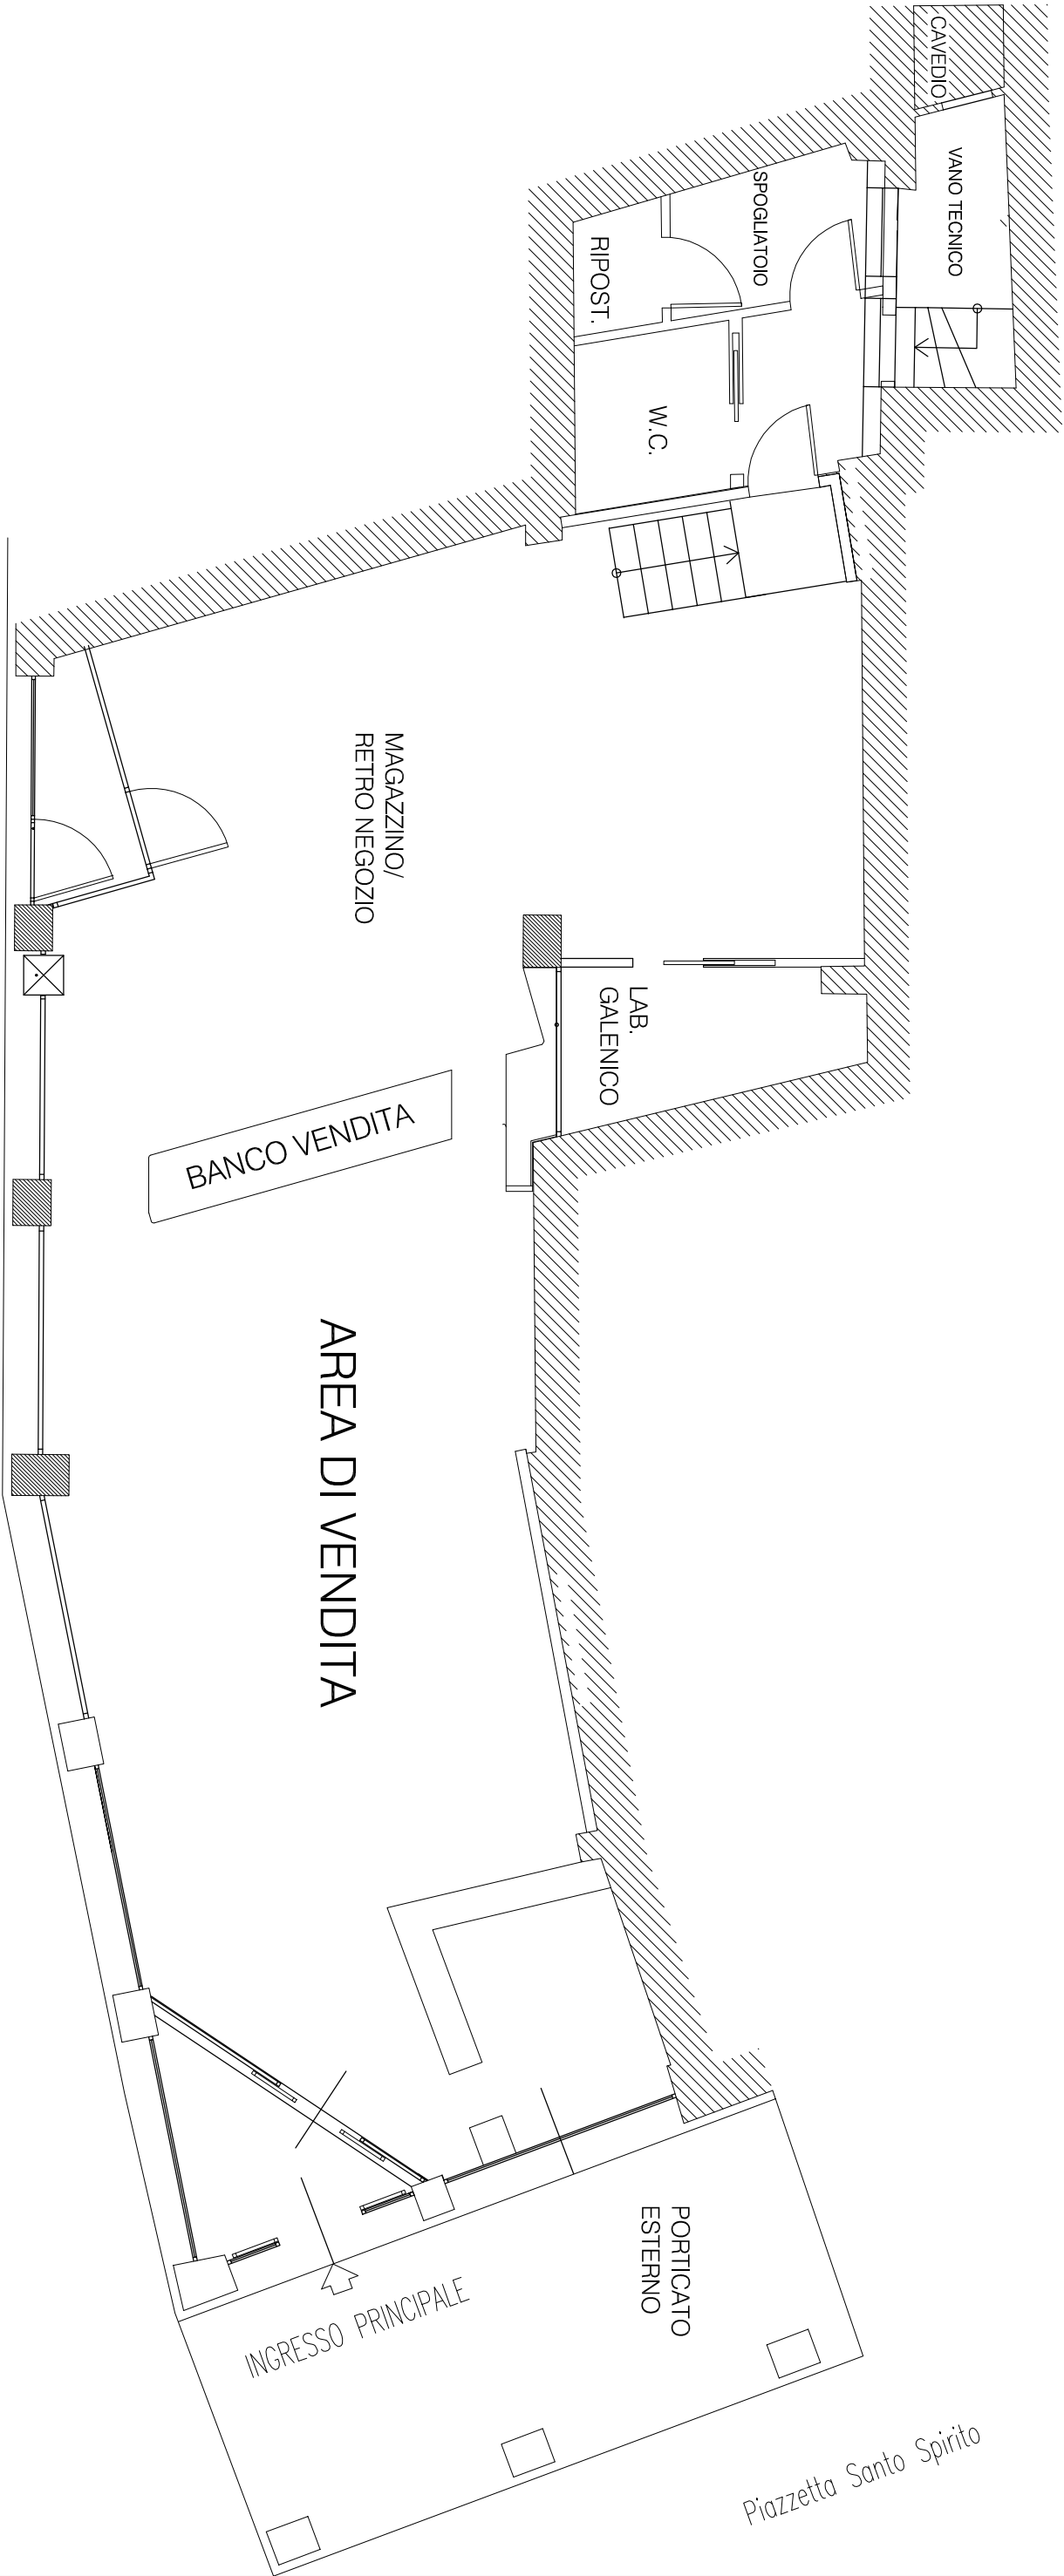 CAVEDIO
VANO TECNICO
SPOGLIATOIO
RIPOST.
W.C.
MAGAZZINO/
RETRO NEGOZIO
LAB.
GALENICO
BANCO VENDITA
AREA DI VENDITA
PORTICATO
ESTERNO
INGRESSO PRINCIPALE
Piazzetta Santo Spirito